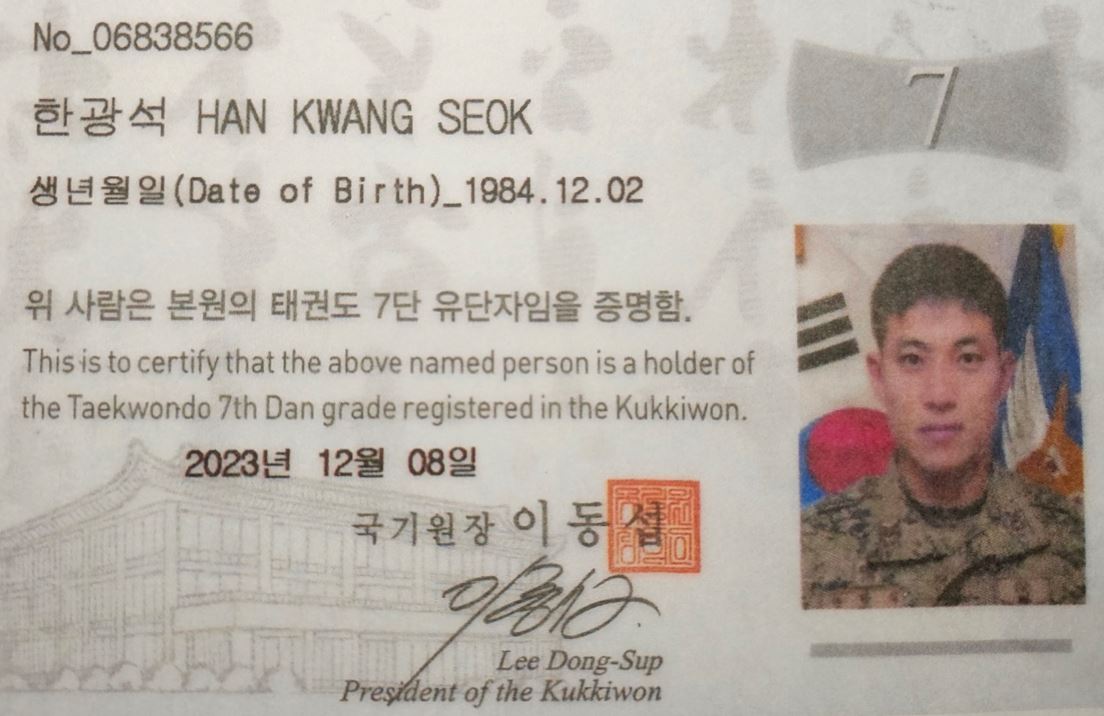 No_06838566
한광석 HAN KWANG SEOK
생년월일(Date of Birth)_1984.12.02
7
위 사람은 본원의 태권도 7단 유단자임을 증명함.
This is to certify that the above named person is a holder of
the Taekwondo 7th Dan grade registered in the Kukkiwon.
2023년 12월 08일
국기원장 이동섭
Lee Dong-Sup
President of the Kukkiwon